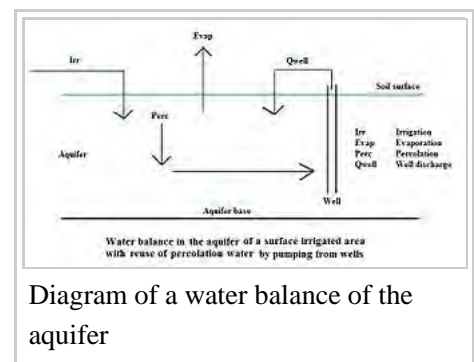 Evap
Irr
Qwell
Soil surface
Perc
Irr Irrigation
Evap Evaporation
Perc Percolation
Qwell Well discharge
Aquifer
Well
Aquifer base
Water balance in the aquifer of a surface irrigated area
with reuse of percolation water by pumping from wells
Diagram of a water balance of the
aquifer